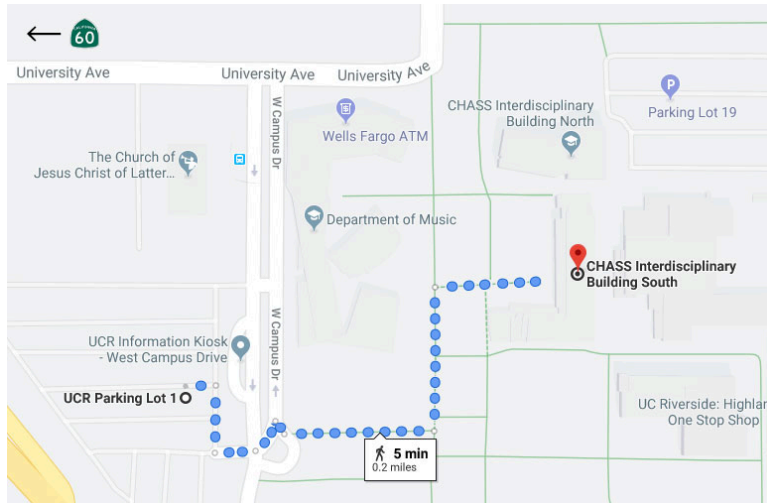 CALIFORNIA
60
University Ave
University Ave
University Ave
W Campus Dr
CHASS Interdisciplinary
Building North
P
Parking Lot 19
Wells Fargo ATM
The Church of
Jesus Christ of Latter...
Department of Music
CHASS Interdisciplinary
Building South
W Campus Dr
UCR Information Kiosk
- West Campus Drive
UCR Parking Lot 1
UC Riverside: Highlan
One Stop Shop
5 min
0.2 miles